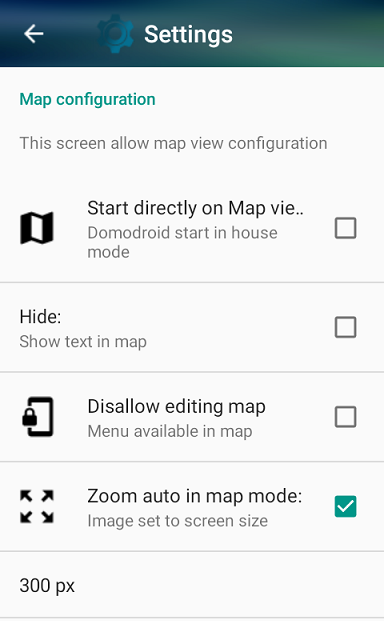 Settings
Map configuration
This screen allow map view configuration
Start directly on Map vie..
Domodroid start in house
mode
Hide:
Show text in map
Disallow editing map
Menu available in map
Zoom auto in map mode:
Image set to screen size
300 px